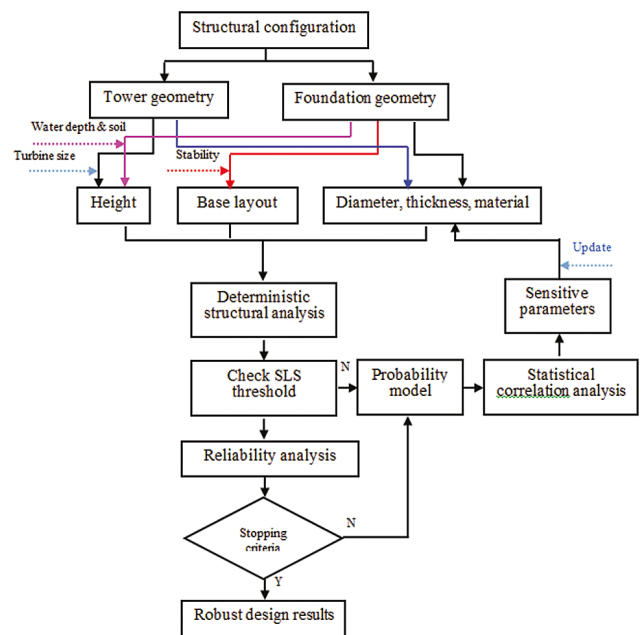 Structural configuration
Tower geometry
Foundation geometry
Water depth & soil
Turbine size
Stability
Height
Base layout
Diameter, thickness, material
Update
Deterministic
structural analysis
Sensitive
parameters
Check SLS
threshold
N
Probability
model
Statistical
correlation analysis
Reliability analysis
Stopping
criteria
N
Y
Robust design results